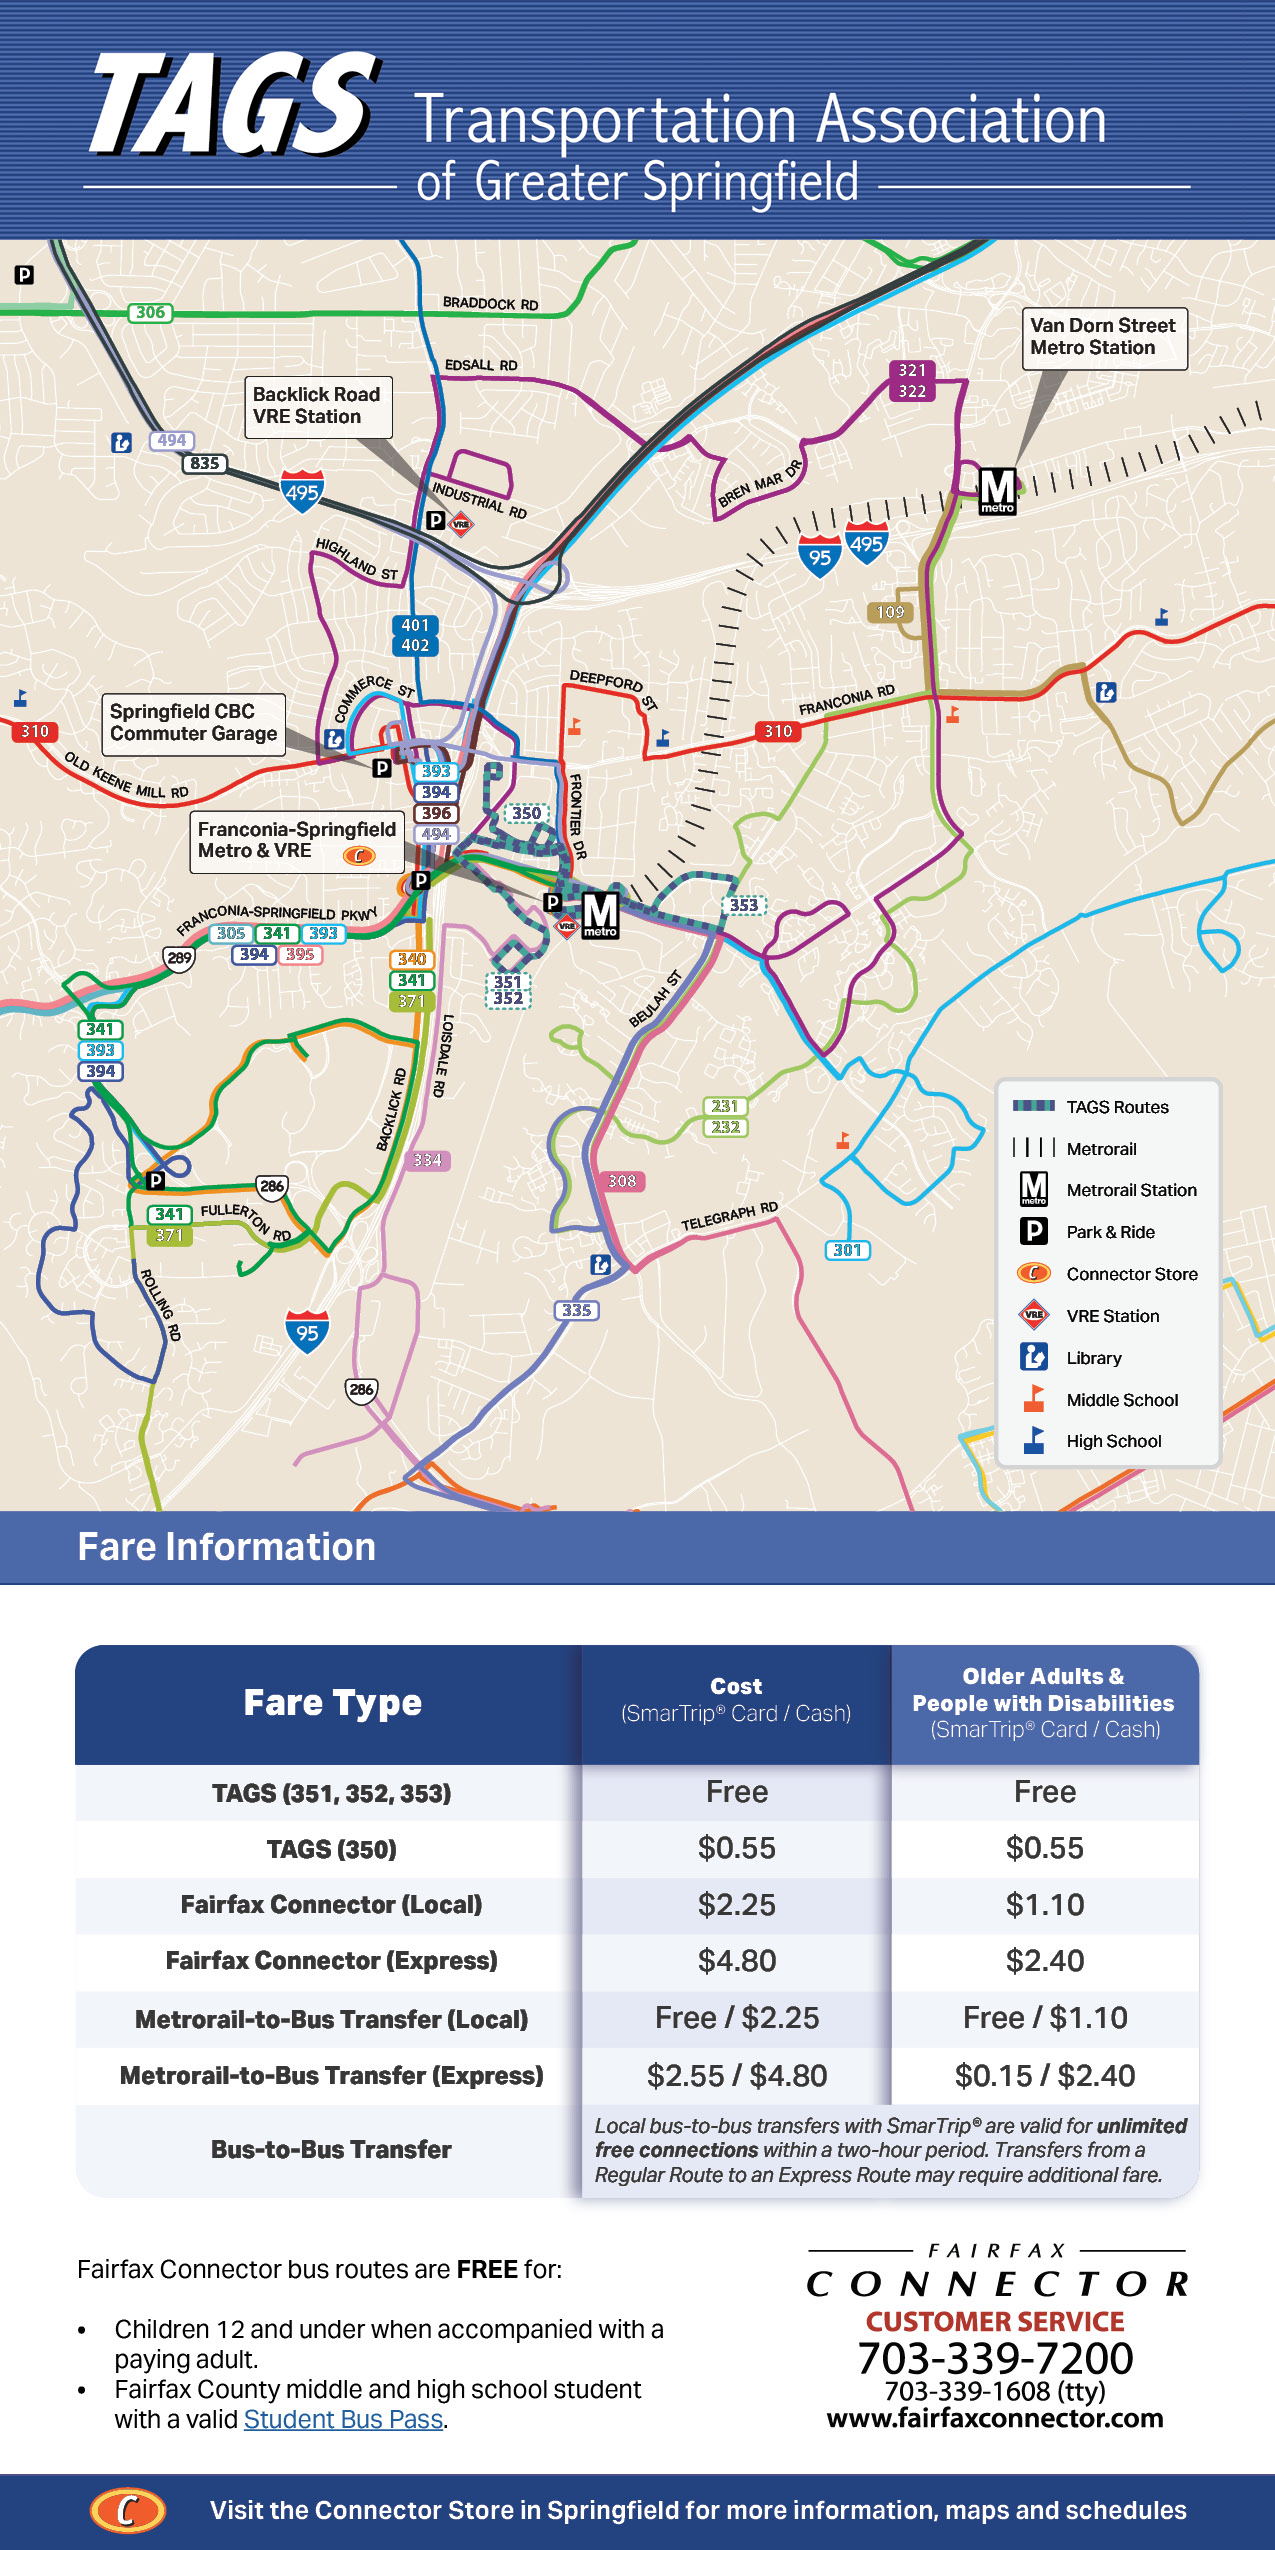 TAGS
Transportation Association
of Greater Springfield
P
306
BRADDOCK RD
Van Dorn Street
Metro Station
EDSALL RD
321
322
Backlick Road
VRE Station
494
835
495
INDUSTRIAL RD
P
VRE
BREN MAR DR
M
metro
95
495
HIGHLAND ST
109
401
402
COMMERCE ST
DEEPFORD ST
FRANCONIA RD
Springfield CBC
Commuter Garage
310
310
OLD KEENE MILL RD
P
393
394
396
494
350
FRONTIER DR
Franconia-Springfield
Metro & VRE
C
P
P
M
metro
VRE
353
FRANCONIA-SPRINGFIELD PKWY
305
341
393
394
395
289
340
341
371
351
352
BEULAH ST
LOISDALE RD
341
393
394
BACKLICK RD
231
232
334
P
286
308
341
371
FULLERTON RD
TELEGRAPH RD
301
ROLLING RD
335
95
286
TAGS Routes
Metrorail
M
metro
Metrorail Station
P
Park & Ride
C
Connector Store
VRE
VRE Station
Library
Middle School
High School
Fare Information
Fare Type
Cost
(SmarTrip® Card / Cash)
Older Adults &
People with Disabilities
(SmarTrip® Card / Cash)
TAGS (351, 352, 353) Free Free
TAGS (350) $0.55 $0.55
Fairfax Connector (Local) $2.25 $1.10
Fairfax Connector (Express) $4.80 $2.40
Metrorail-to-Bus Transfer (Local) Free / $2.25 Free / $1.10
Metrorail-to-Bus Transfer (Express) $2.55 / $4.80 $0.15 / $2.40
Bus-to-Bus Transfer
Local bus-to-bus transfers with SmarTrip® are valid for unlimited
free connections within a two-hour period. Transfers from a
Regular Route to an Express Route may require additional fare.
Fairfax Connector bus routes are FREE for:
• Children 12 and under when accompanied with a
paying adult.
• Fairfax County middle and high school student
with a valid Student Bus Pass.
FAIRFAX
CONNECTOR
CUSTOMER SERVICE
703-339-7200
703-339-1608 (tty)
www.fairfaxconnector.com
C
Visit the Connector Store in Springfield for more information, maps and schedules